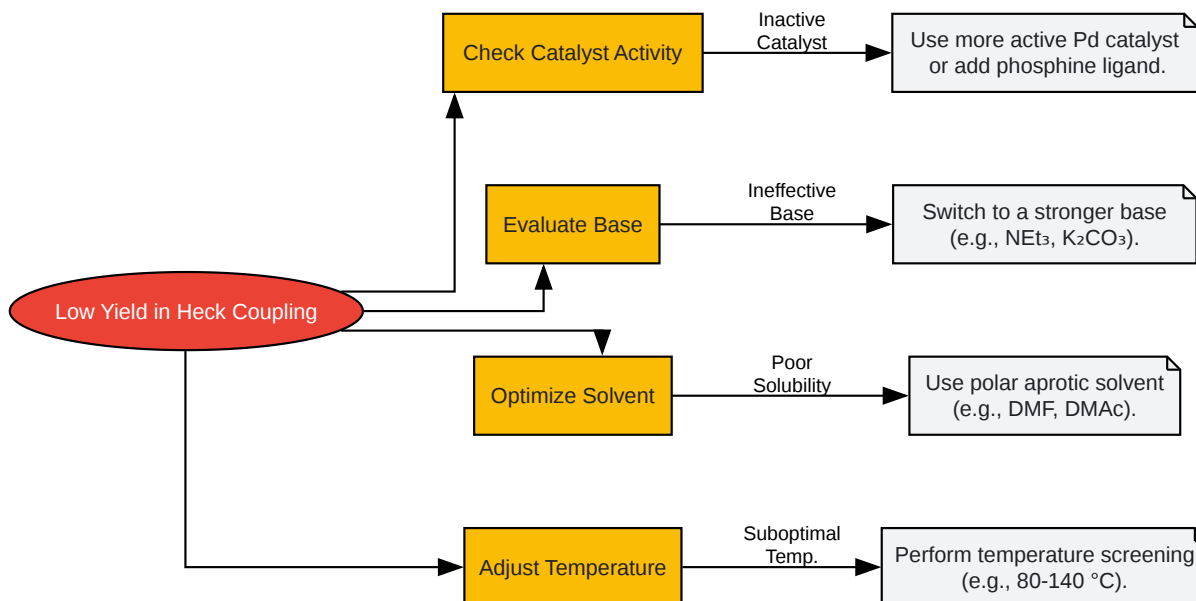 Check Catalyst Activity
Inactive
Catalyst
Use more active Pd catalyst
or add phosphine ligand.
Evaluate Base
Ineffective
Base
Switch to a stronger base
(e.g., NEt₃, K₂CO₃).
Low Yield in Heck Coupling
Optimize Solvent
Poor
Solubility
Use polar aprotic solvent
(e.g., DMF, DMAc).
Adjust Temperature
Suboptimal
Temp.
Perform temperature screening
(e.g., 80-140 °C).